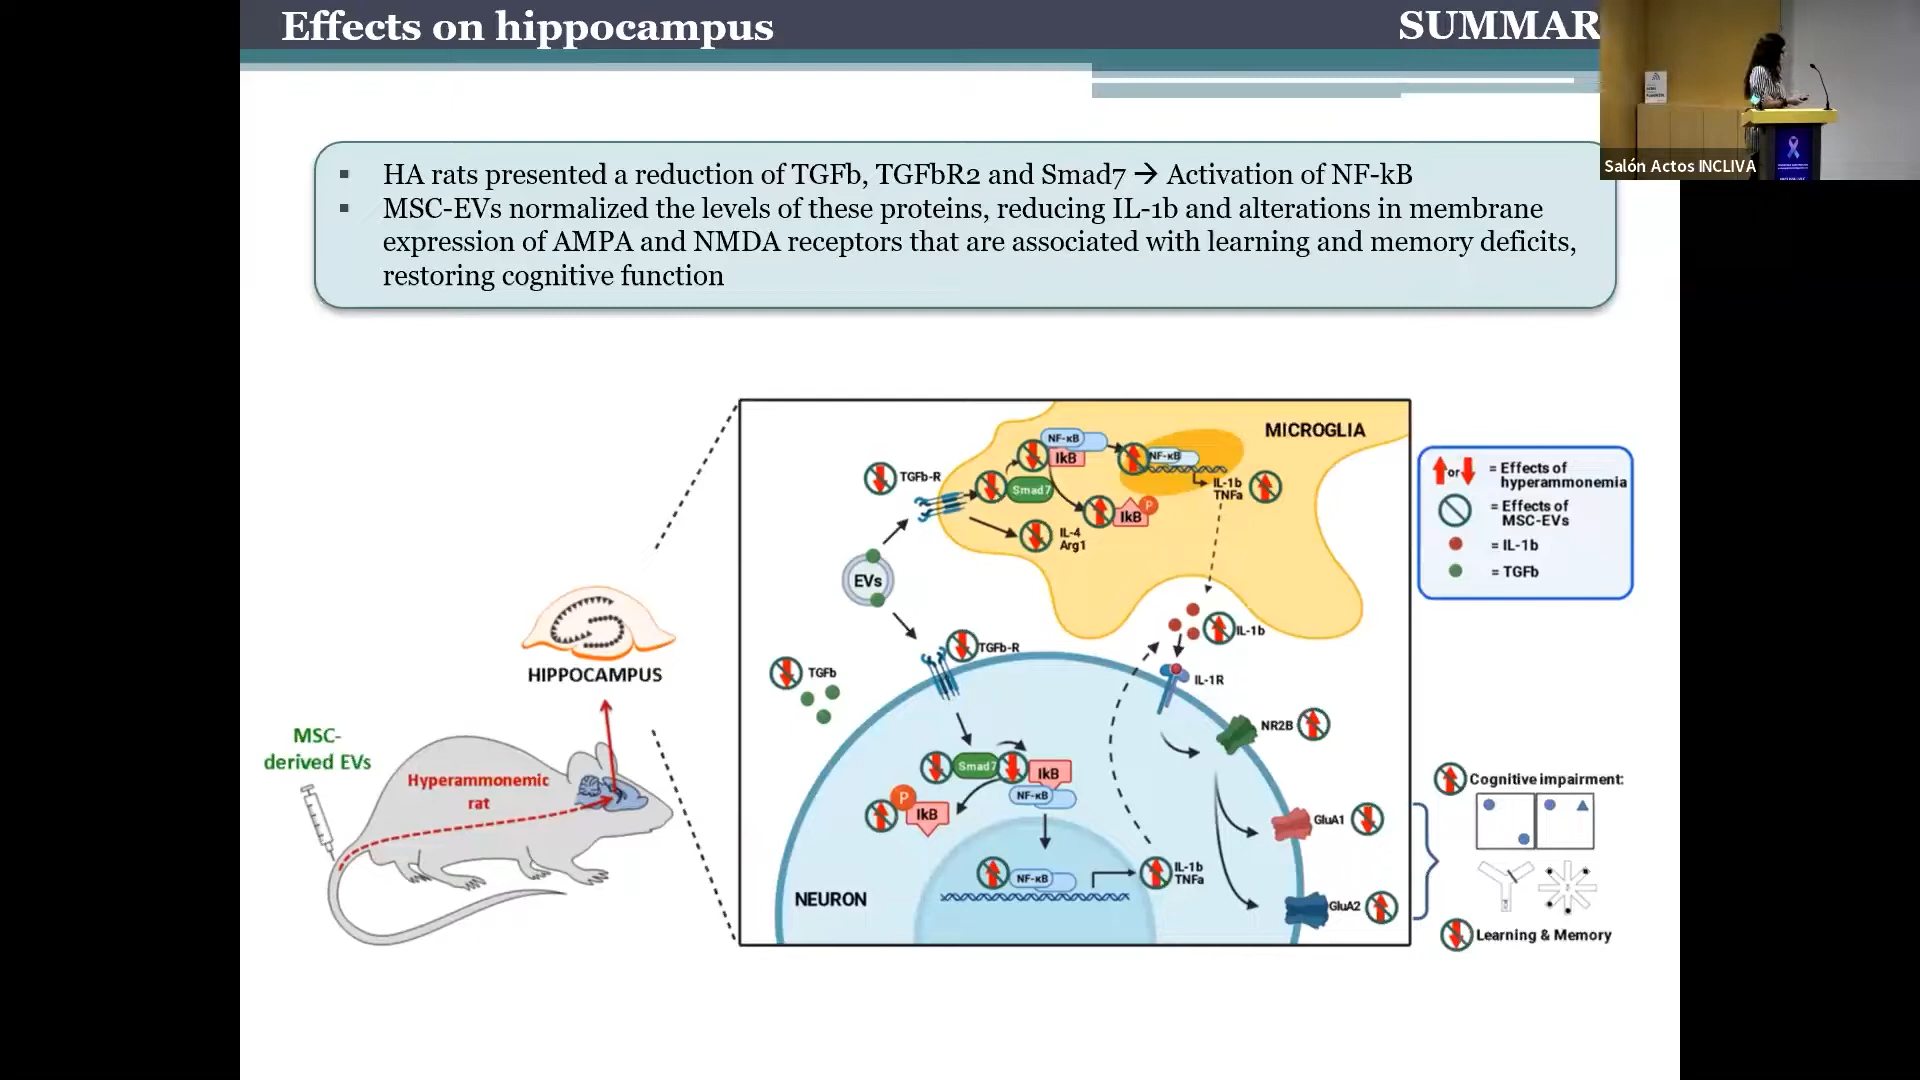 Effects on hippocampus
SUMMAR
Salón Actos INCLIVA
▪ HA rats presented a reduction of TGFb, TGFbR2 and Smad7 → Activation of NF-kB
▪ MSC-EVs normalized the levels of these proteins, reducing IL-1b and alterations in membrane
expression of AMPA and NMDA receptors that are associated with learning and memory deficits,
restoring cognitive function
MICROGLIA
NF-κB
IkB
NF-κB
TGFb-R
Smad7
IL-1b
TNFa
IkB
P
IL-4
Arg1
EVs
IL-1b
TGFb-R
TGFb
IL-1R
NR2B
Smad7
IkB
NF-κB
P
IkB
GluA1
NF-κB
IL-1b
TNFa
NEURON
GluA2
or
= Effects of
hyperammonemia
= Effects of
MSC-EVs
= IL-1b
= TGFb
HIPPOCAMPUS
MSC-
derived EVs
Hyperammonemic
rat
Cognitive impairment:
Learning & Memory